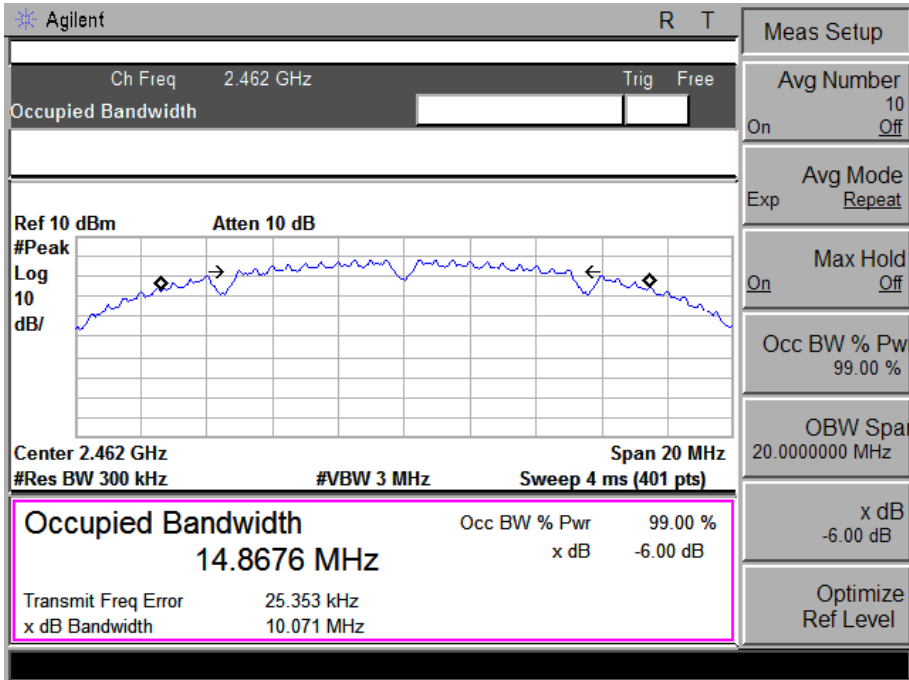 Agilent R T
Ch Freq 2.462 GHz Trig Free
Occupied Bandwidth
Ref 10 dBm Atten 10 dB
#Peak
Log
10
dB/
Center 2.462 GHz Span 20 MHz
#Res BW 300 kHz #VBW 3 MHz Sweep 4 ms (401 pts)
Occupied Bandwidth
14.8676 MHz
Occ BW % Pwr 99.00 %
x dB -6.00 dB
Transmit Freq Error 25.353 kHz
x dB Bandwidth 10.071 MHz
Meas Setup
Avg Number
10
On Off
Avg Mode
Exp Repeat
Max Hold
On Off
Occ BW % Pw
99.00 %
OBW Spa
20.0000000 MHz
x dB
-6.00 dB
Optimize
Ref Level